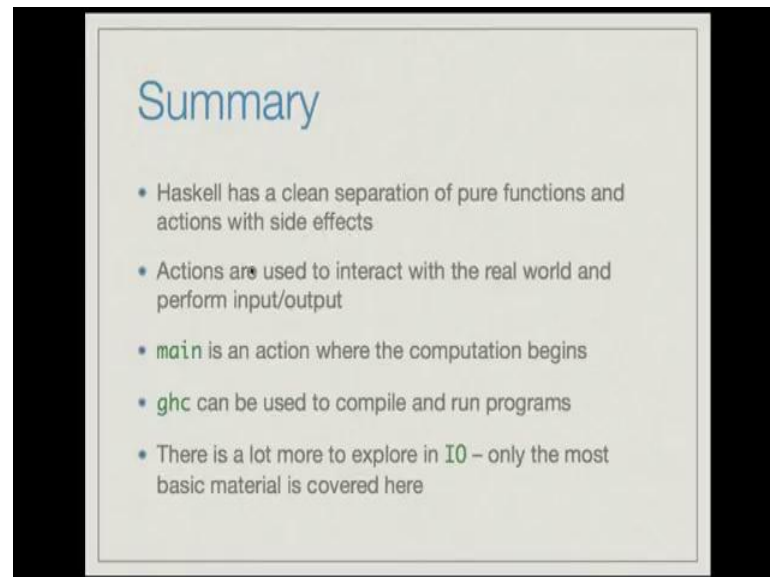 Summary
• Haskell has a clean separation of pure functions and
actions with side effects
• Actions are used to interact with the real world and
perform input/output
• main is an action where the computation begins
• ghc can be used to compile and run programs
• There is a lot more to explore in IO – only the most
basic material is covered here